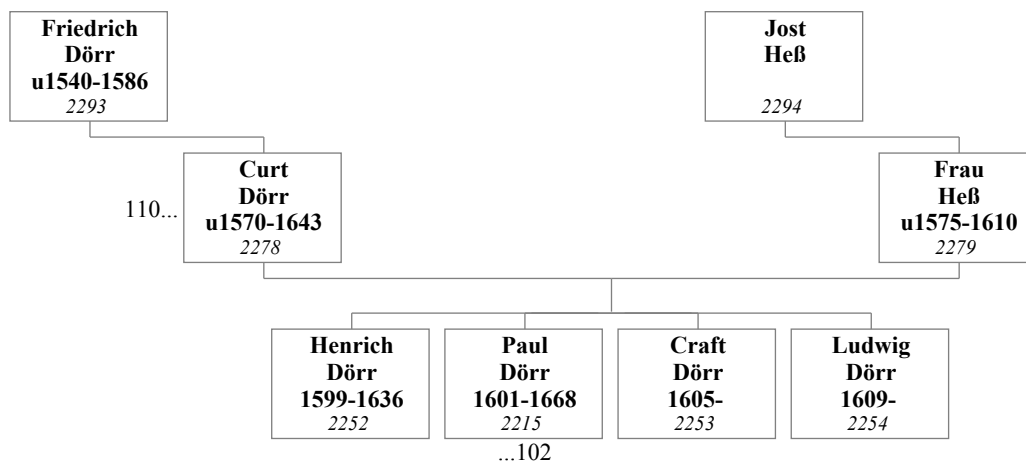 Friedrich
Dörr
u1540-1586
2293
Jost
Heß
2294
110...
Curt
Dörr
u1570-1643
2278
Frau
Heß
u1575-1610
2279
Henrich
Dörr
1599-1636
2252
Paul
Dörr
1601-1668
2215
Craft
Dörr
1605-
2253
Ludwig
Dörr
1609-
2254
...102